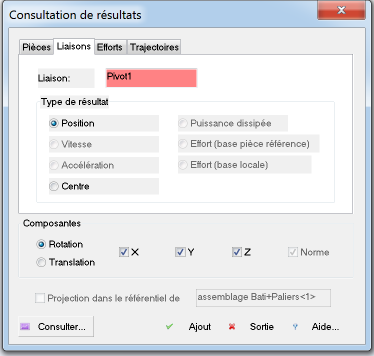 Consultation de résultats
Pièces Liaisons Efforts Trajectoires
Liaison: Pivot1
Type de résultat
Position Puissance dissipée
Vitesse Effort (base pièce référence)
Accélération Effort (base locale)
Centre
Composantes
Rotation X Y Z Norme
Translation
Projection dans le référentiel de assemblage Bati+Paliers<1>
Consulter... Ajout Sortie Aide...